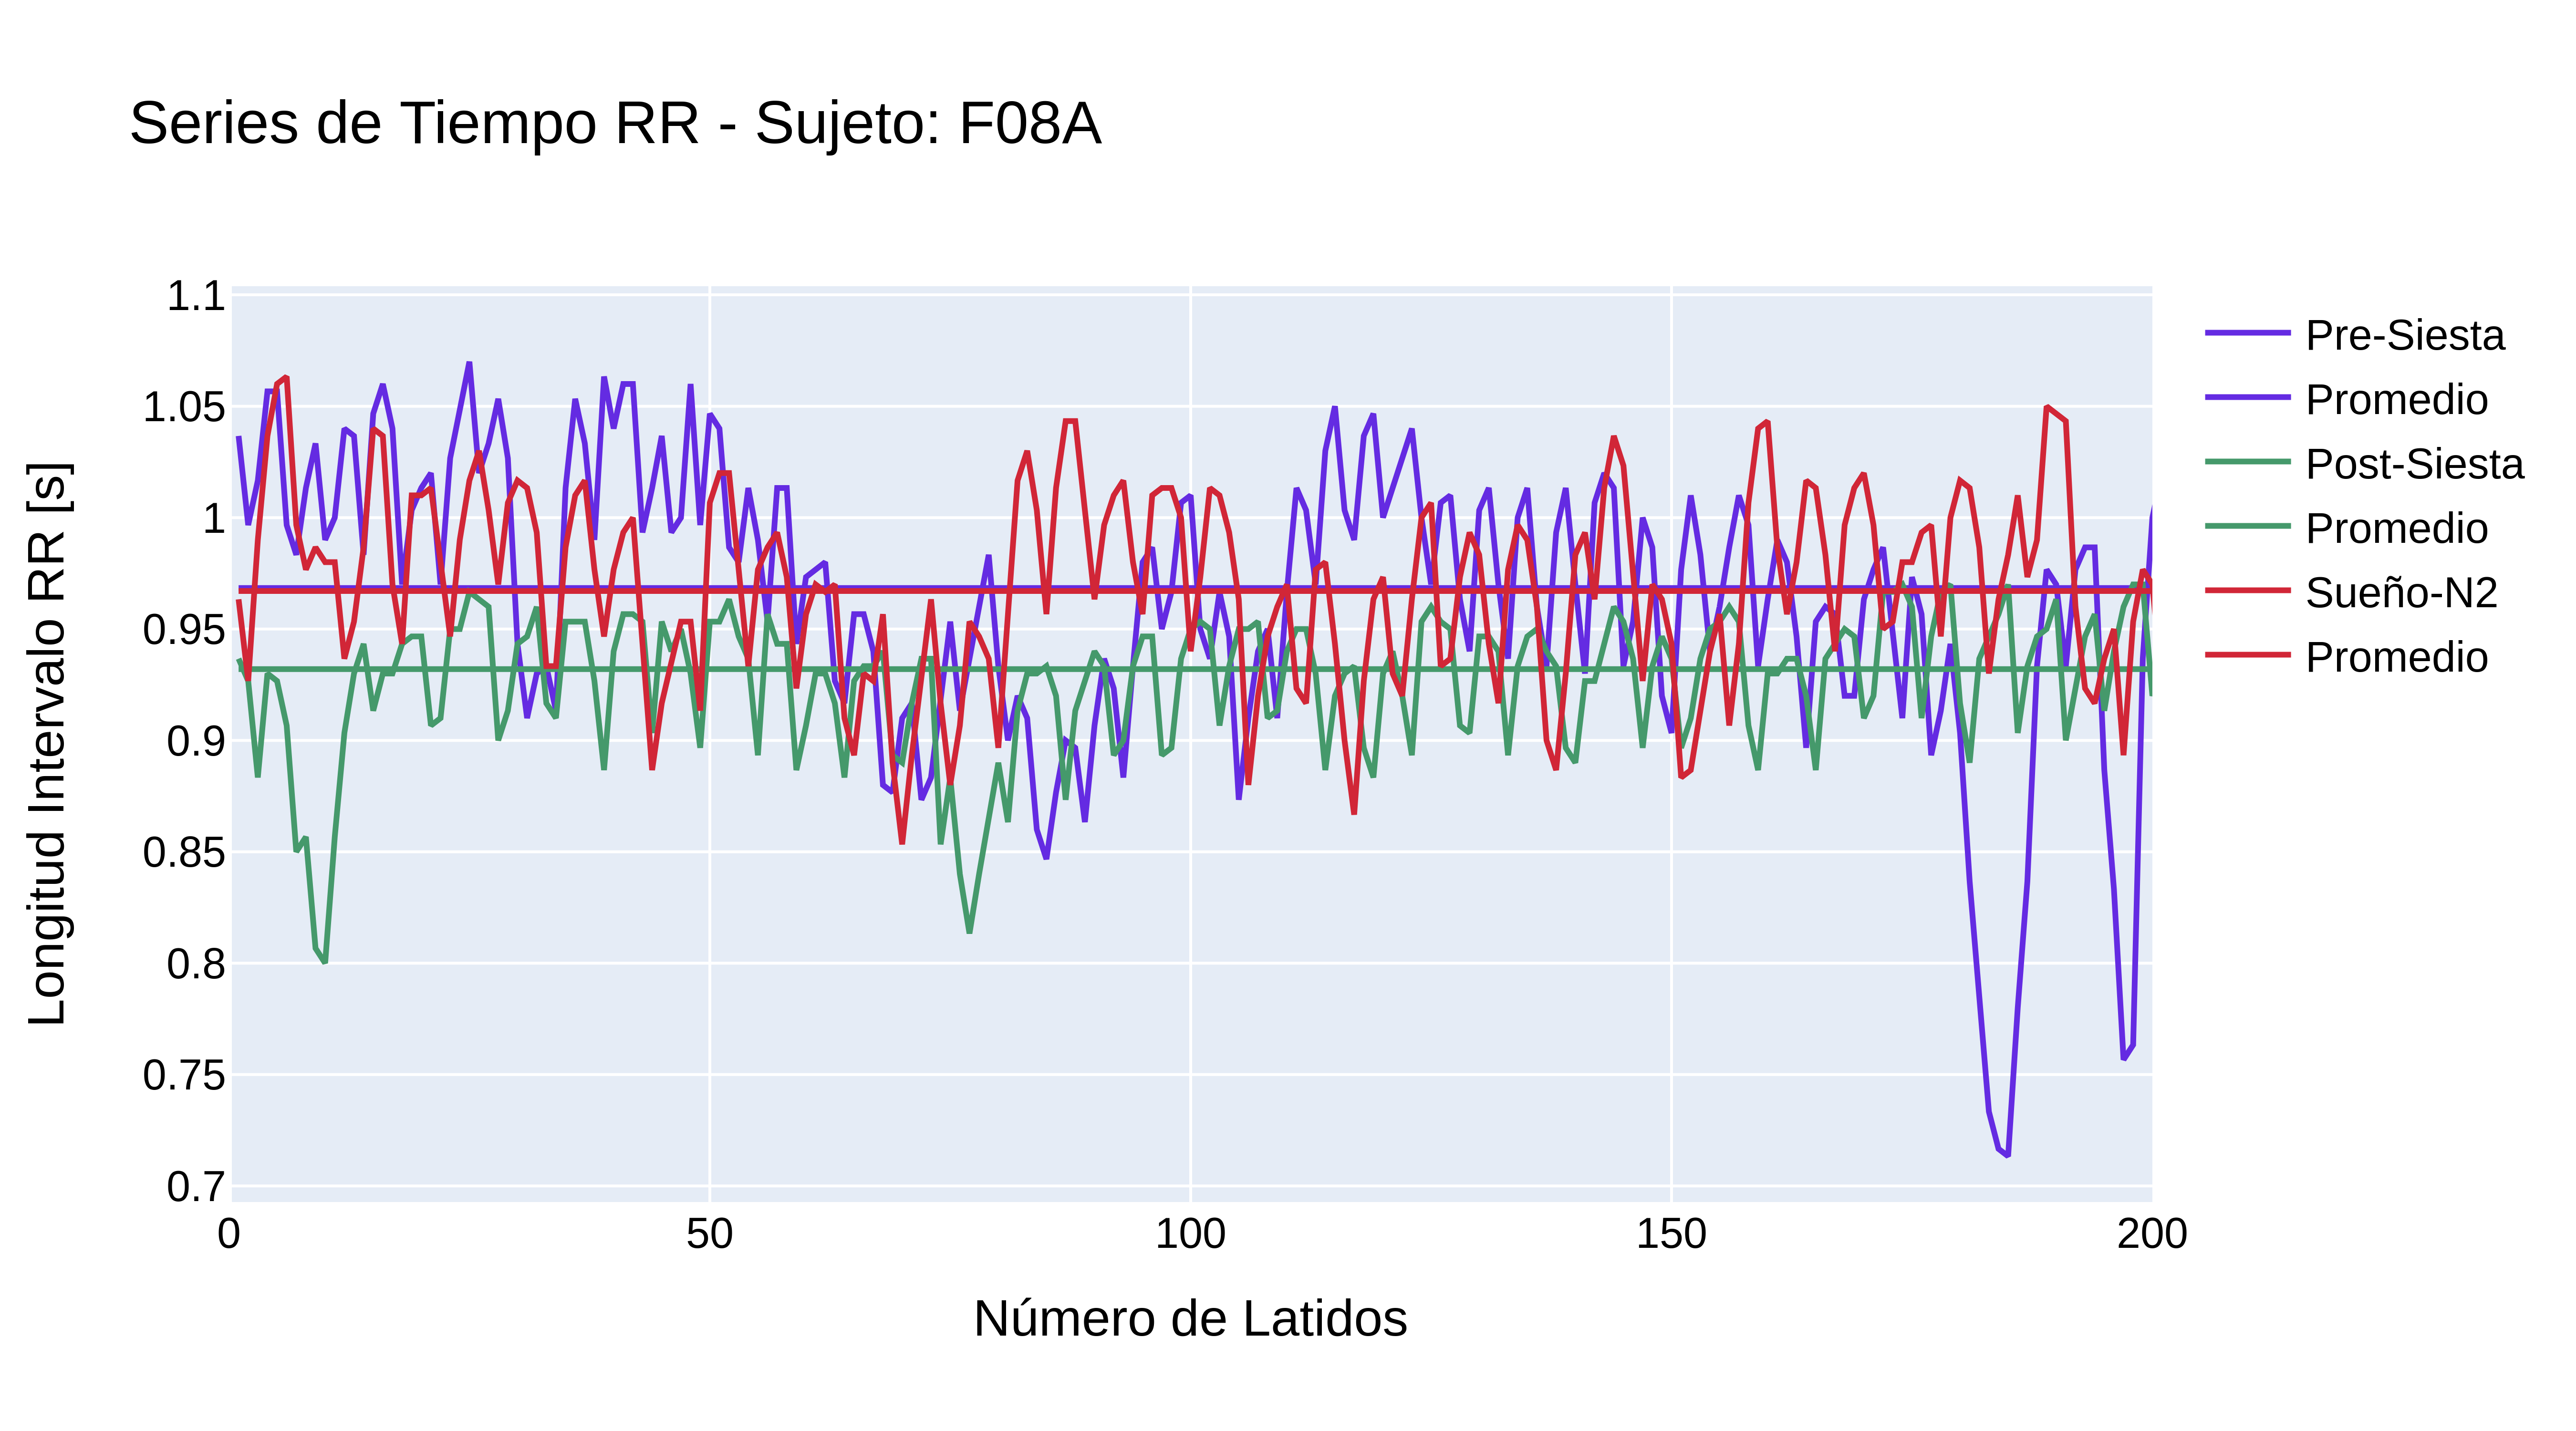 Series de Tiempo RR - Sujeto: F08A
Longitud Intervalo RR [s]
1.1
1.05
1
0.95
0.9
0.85
0.8
0.75
0.7
0
50
100
150
200
Número de Latidos
Pre-Siesta
Promedio
Post-Siesta
Promedio
Sueño-N2
Promedio